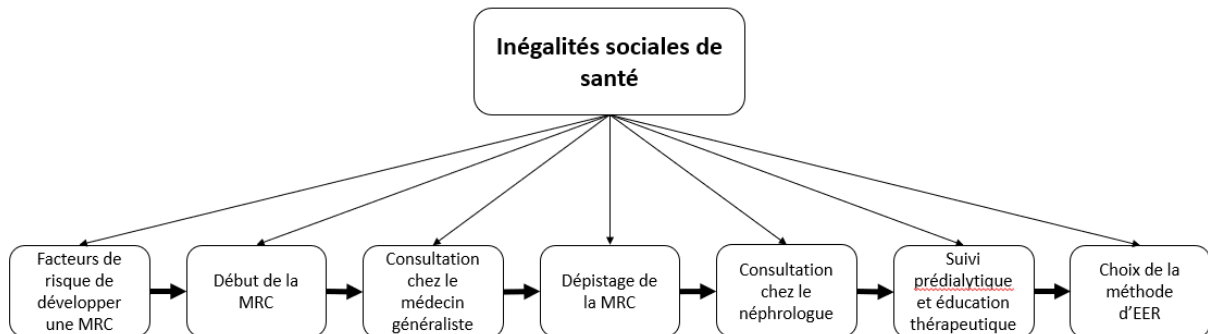 Inégalités sociales de
santé
Facteurs de
risque de
développer
une MRC
Début de la
MRC
Consultation
chez le
médecin
généraliste
Dépistage de
la MRC
Consultation
chez le
néphrologue
Suivi
prédialytique
et éducation
thérapeutique
Choix de la
méthode
d'EER